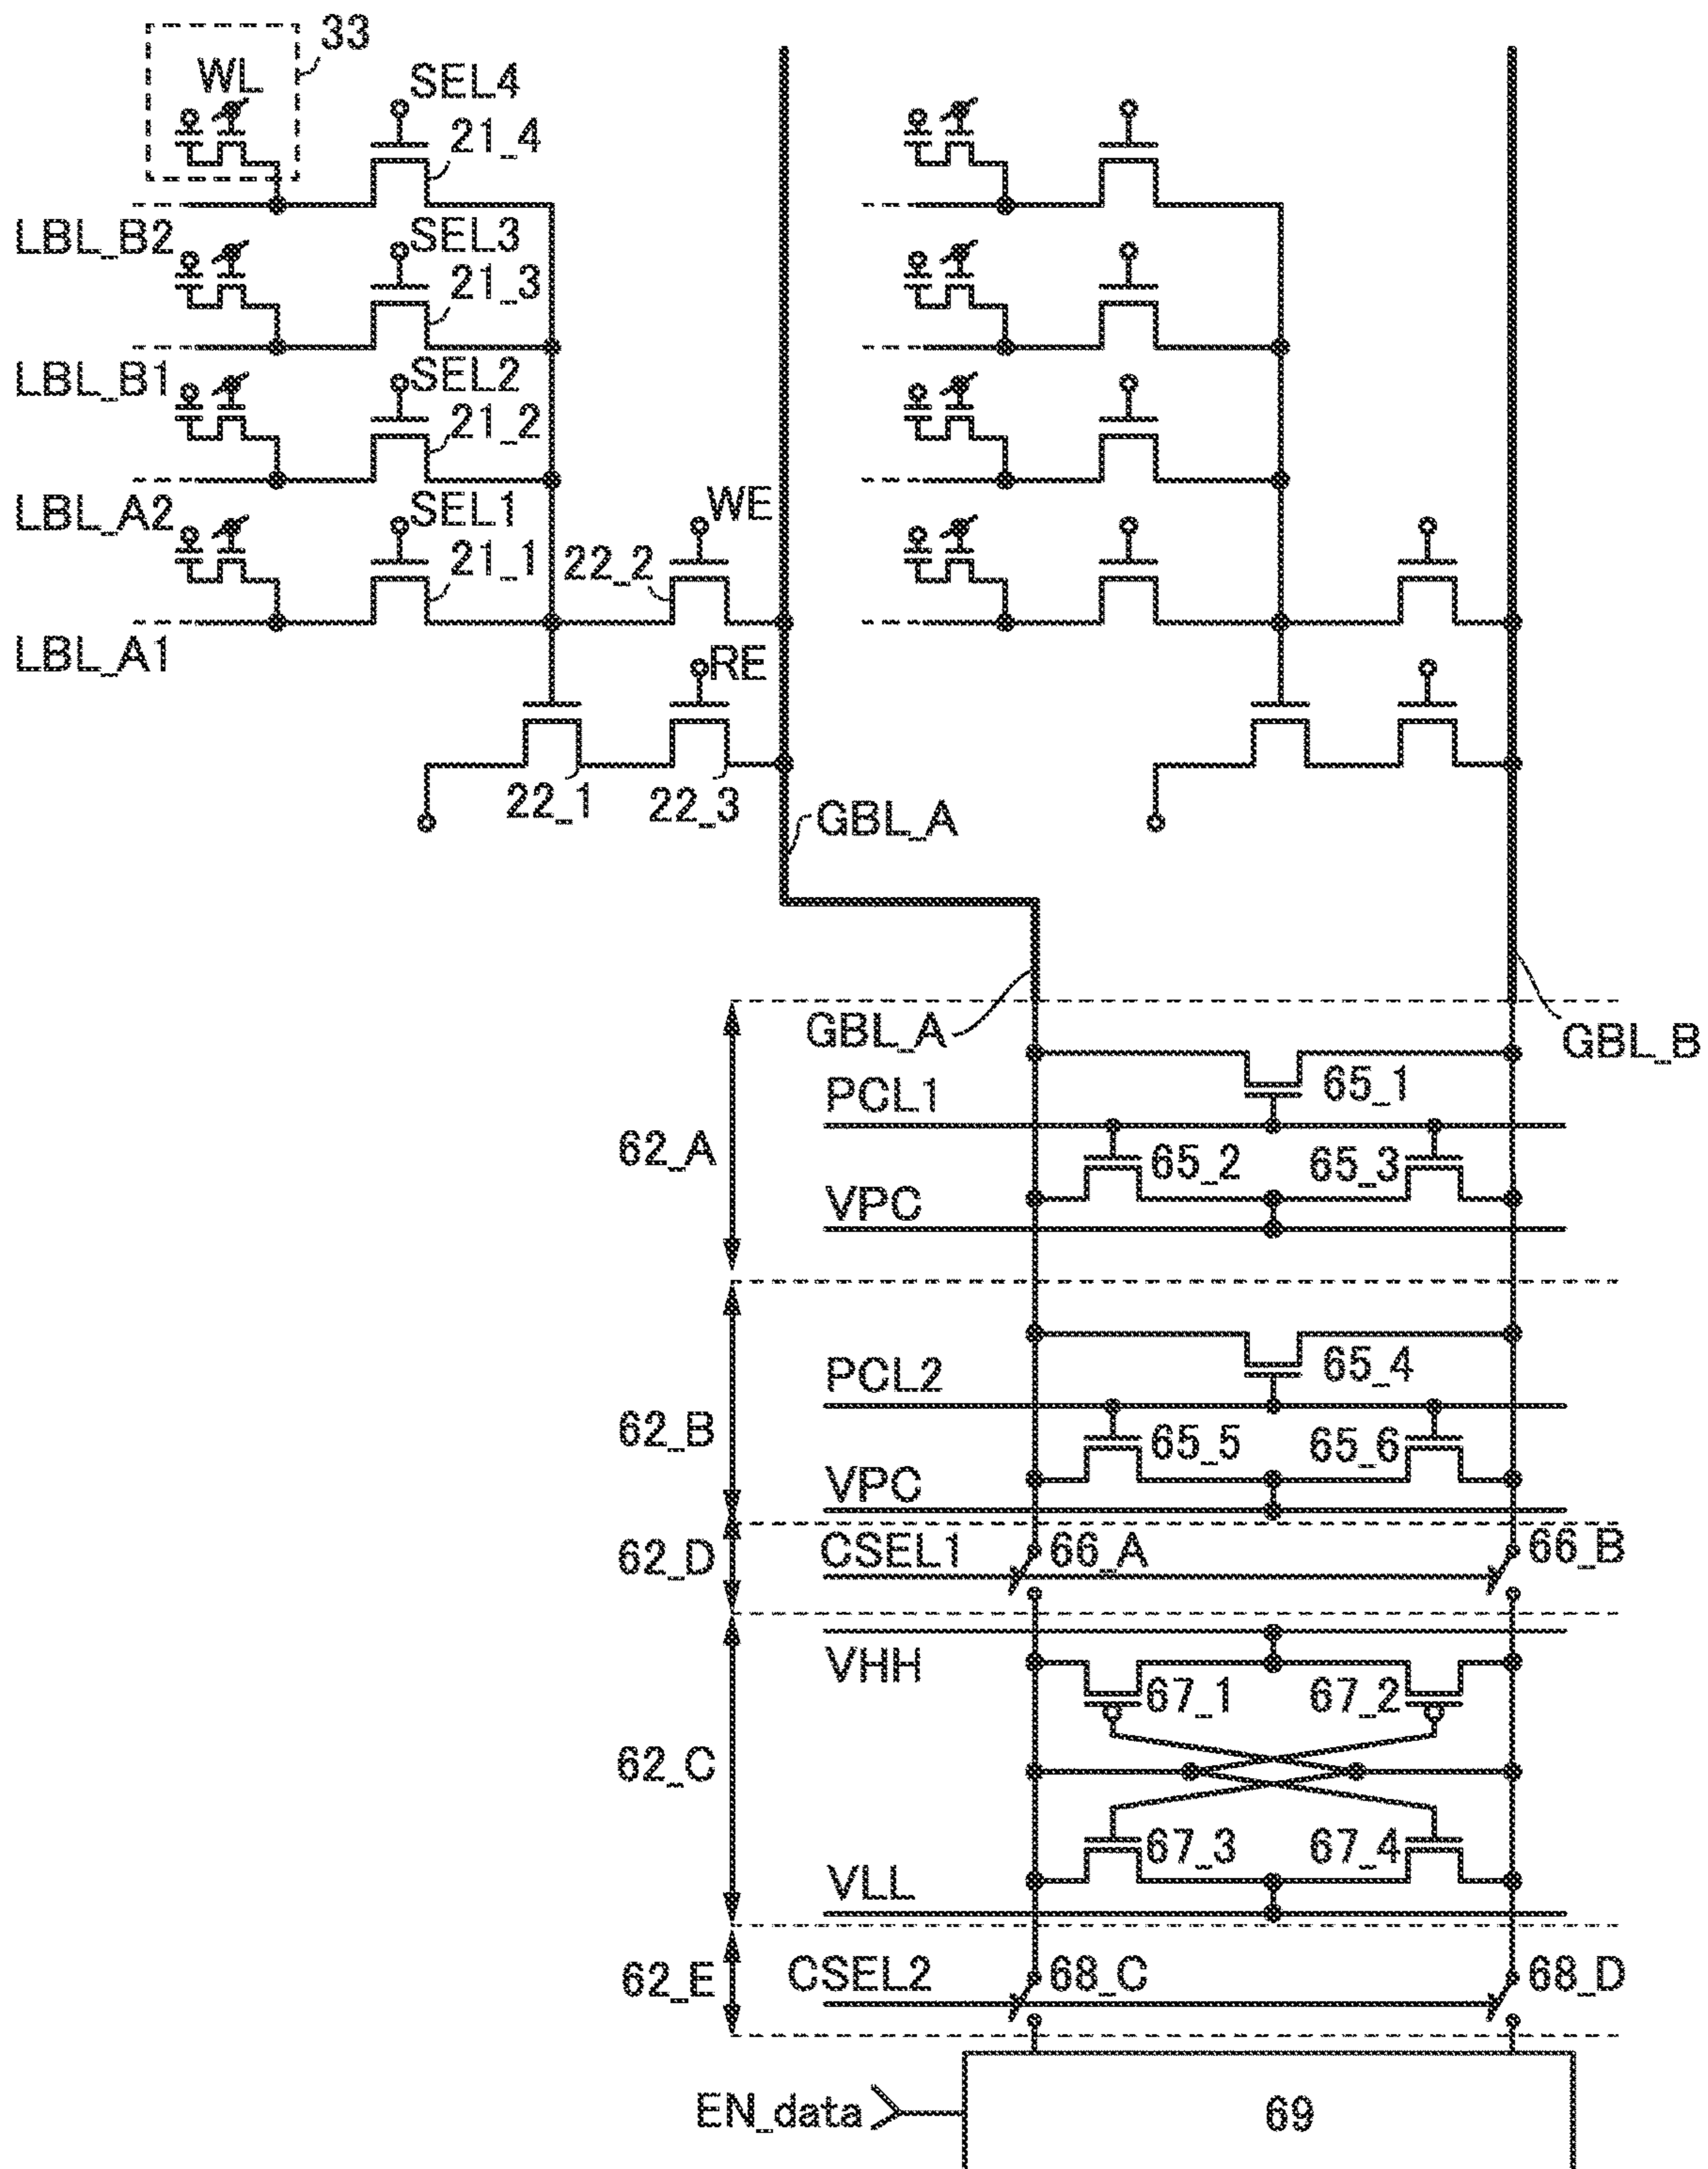 33
WL
SEL4
21_4
LBL_B2
SEL3
21_3
LBL_B1
SEL2
21_2
LBL_A2
SEL1
WE
21_1
22_2
LBL_A1
RE
22_1
22_3
GBL_A
GBL_A
GBL_B
65_1
PCL1
62_A
65_2
65_3
VPC
65_4
PCL2
62_B
65_5
65_6
VPC
62_D
CSEL1
66_A
66_B
VHH
67_1
67_2
62_C
67_3
67_4
VLL
62_E
CSEL2
68_C
68_D
EN_data
69